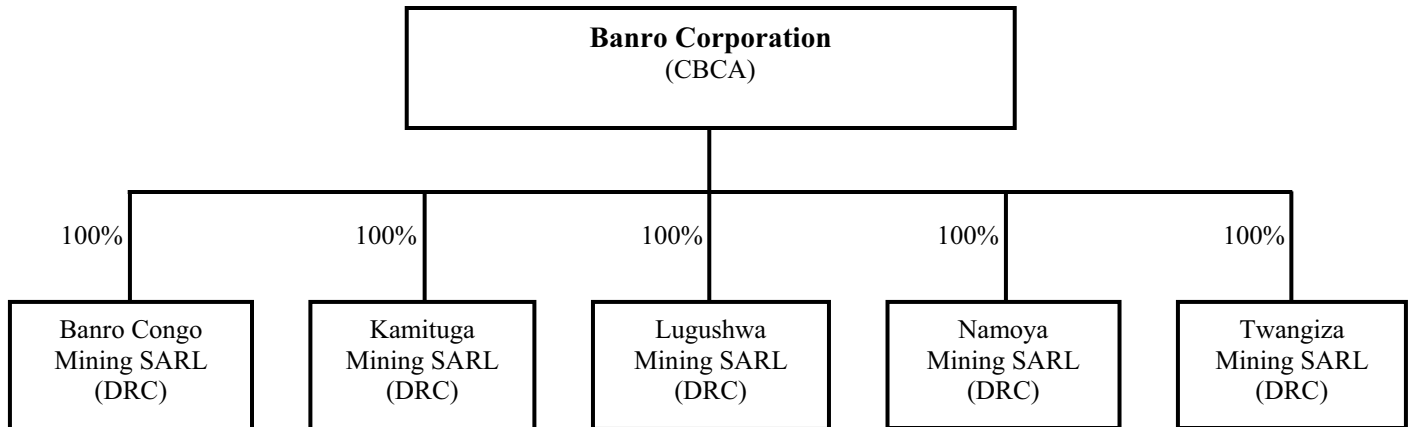 Banro Corporation
(CBCA)
100%
100%
100%
100%
100%
Banro Congo
Mining SARL
(DRC)
Kamituga
Mining SARL
(DRC)
Lugushwa
Mining SARL
(DRC)
Namoya
Mining SARL
(DRC)
Twangiza
Mining SARL
(DRC)